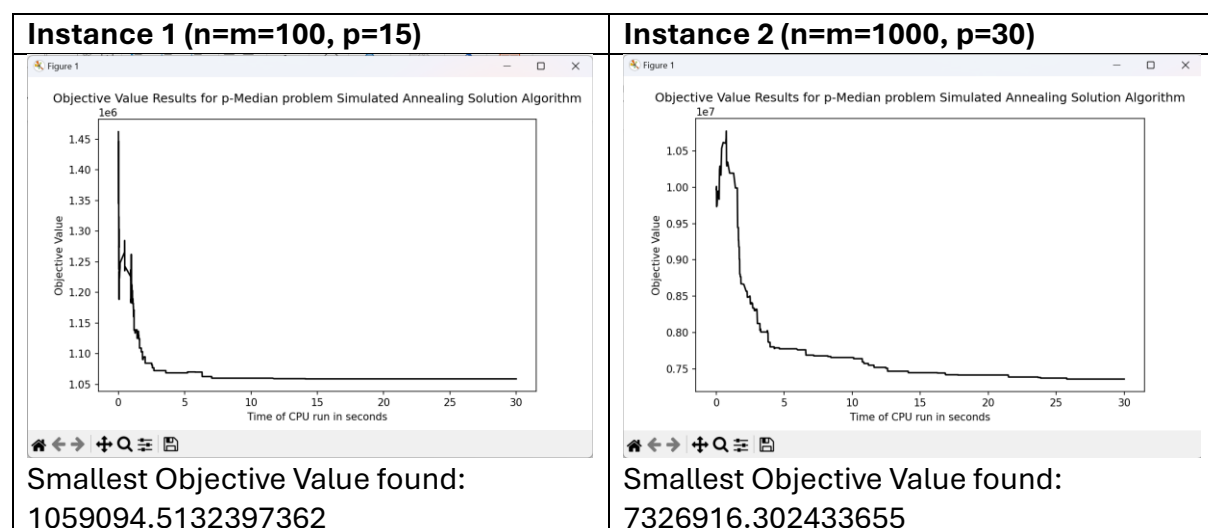 Instance 1 (n=m=100, p=15)
Figure 1
Objective Value Results for p-Median problem Simulated Annealing Solution Algorithm
1e6
1.45
1.40
1.35
1.30
1.25
1.20
1.15
1.10
1.05
Objective Value
0 5 10 15 20 25 30
Time of CPU run in seconds
Smallest Objective Value found:
1059094.5132397362
Instance 2 (n=m=1000, p=30)
Figure 1
Objective Value Results for p-Median problem Simulated Annealing Solution Algorithm
1e7
1.05
1.00
0.95
0.90
0.85
0.80
0.75
Objective Value
0 5 10 15 20 25 30
Time of CPU run in seconds
Smallest Objective Value found:
7326916.302433655